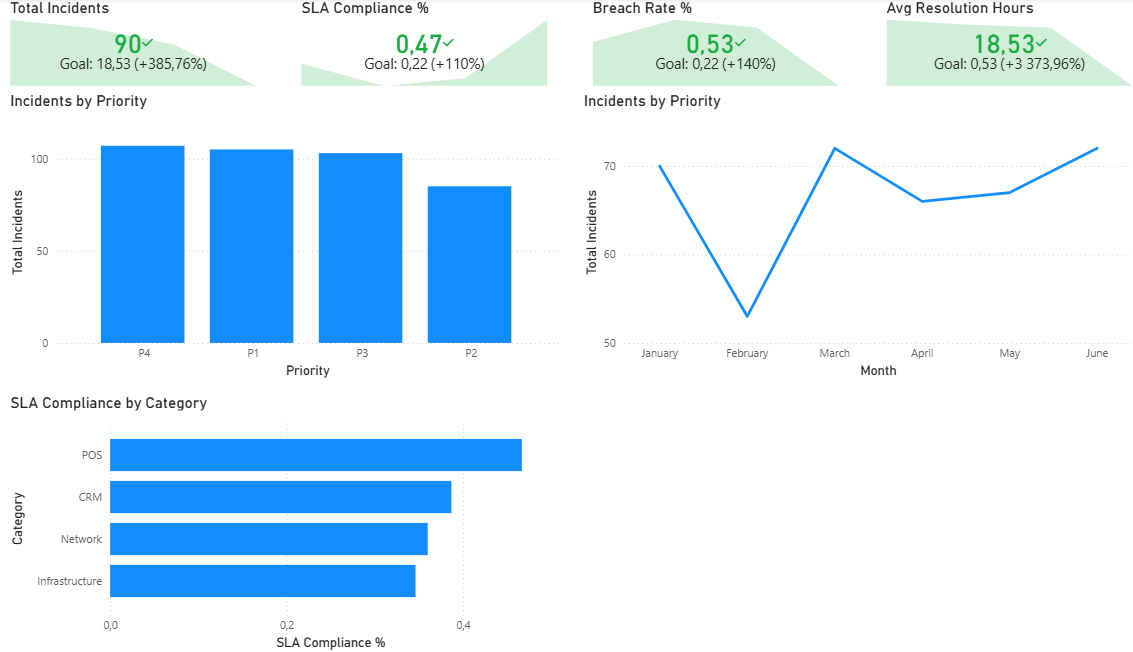 Total Incidents
90
Goal: 18,53 (+385,76%)
SLA Compliance %
0,47
Goal: 0,22 (+110%)
Breach Rate %
0,53
Goal: 0,22 (+140%)
Avg Resolution Hours
18,53
Goal: 0,53 (+3 373,96%)
Incidents by Priority
Total Incidents
100
50
0
P4 P1 P3 P2
Priority
Incidents by Priority
Total Incidents
70
60
50
January February March April May June
Month
SLA Compliance by Category
Category
POS
CRM
Network
Infrastructure
0,0 0,2 0,4
SLA Compliance %